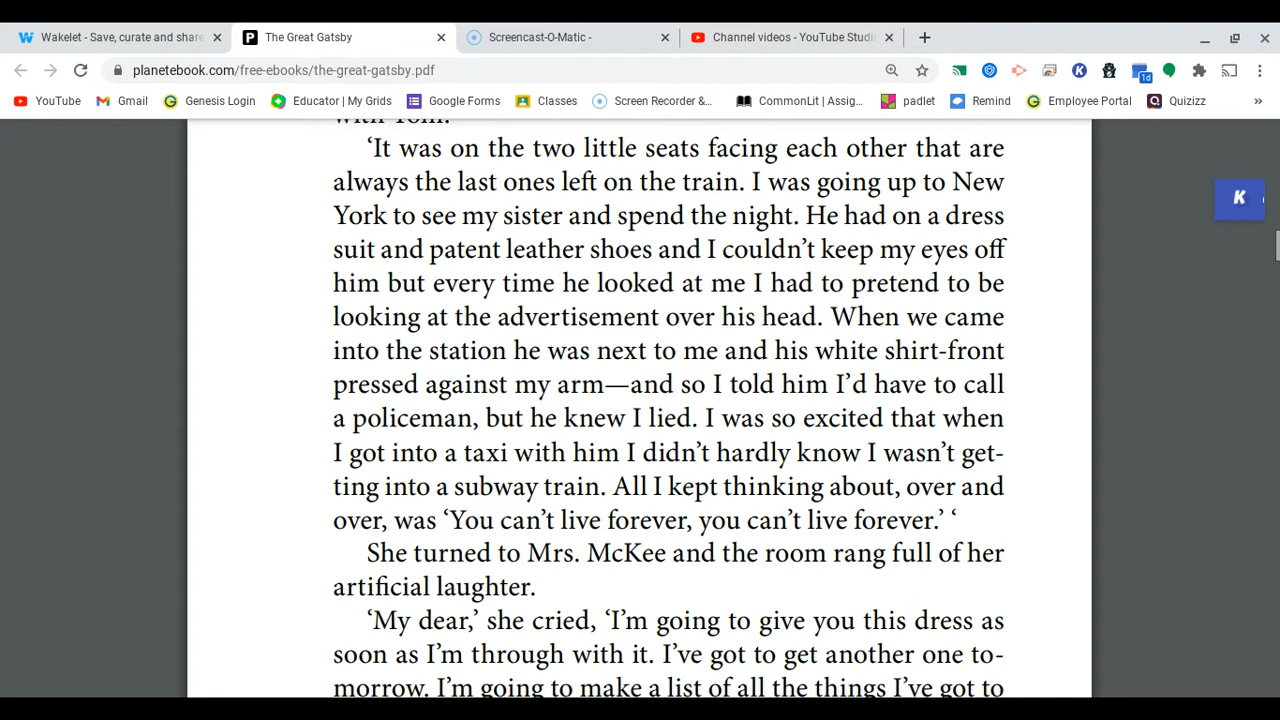 Wakelet - Save, curate and share
The Great Gatsby
Screencast-O-Matic -
Channel videos - YouTube Studi
planetebook.com/free-ebooks/the-great-gatsby.pdf
1d
YouTube
Gmail
Genesis Login
Educator | My Grids
Google Forms
Classes
Screen Recorder &...
CommonLit | Assig...
padlet
Remind
Employee Portal
Quizizz
»
with Tom.
‘It was on the two little seats facing each other that are
always the last ones left on the train. I was going up to New
York to see my sister and spend the night. He had on a dress
suit and patent leather shoes and I couldn’t keep my eyes off
him but every time he looked at me I had to pretend to be
looking at the advertisement over his head. When we came
into the station he was next to me and his white shirt-front
pressed against my arm—and so I told him I’d have to call
a policeman, but he knew I lied. I was so excited that when
I got into a taxi with him I didn’t hardly know I wasn’t get-
ting into a subway train. All I kept thinking about, over and
over, was ‘You can’t live forever, you can’t live forever.’ ‘
She turned to Mrs. McKee and the room rang full of her
artificial laughter.
‘My dear,’ she cried, ‘I’m going to give you this dress as
soon as I’m through with it. I’ve got to get another one to-
morrow. I’m going to make a list of all the things I’ve got to
K